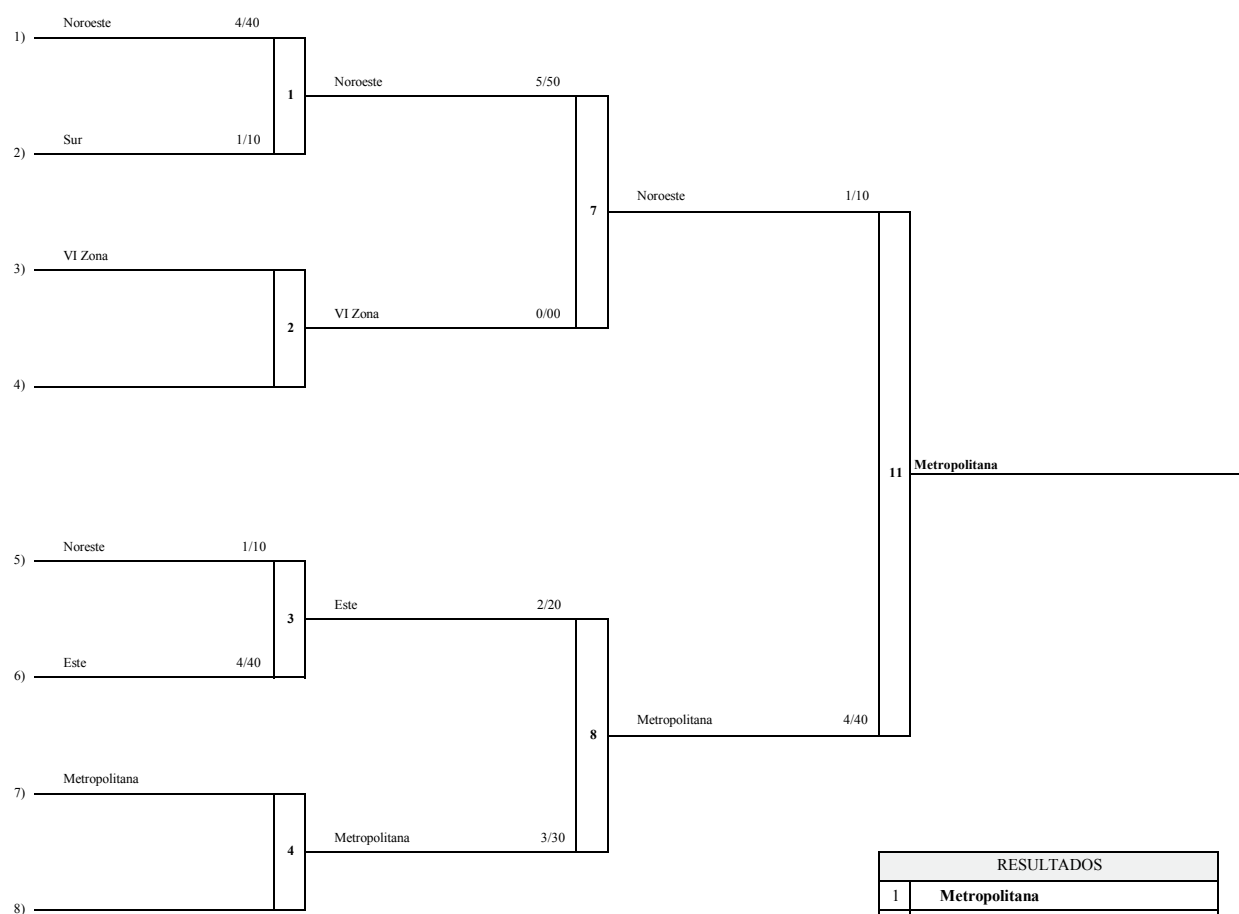 Noroeste 4/40
1)
Noroeste 5/50
1
Sur 1/10
2)
Noroeste 1/10
7
VI Zona
3)
VI Zona 0/00
2
4)
11 Metropolitana
Noreste 1/10
5)
Este 2/20
3
Este 4/40
6)
Metropolitana 4/40
8
Metropolitana
7)
Metropolitana 3/30
4
RESULTADOS
1 Metropolitana
8)